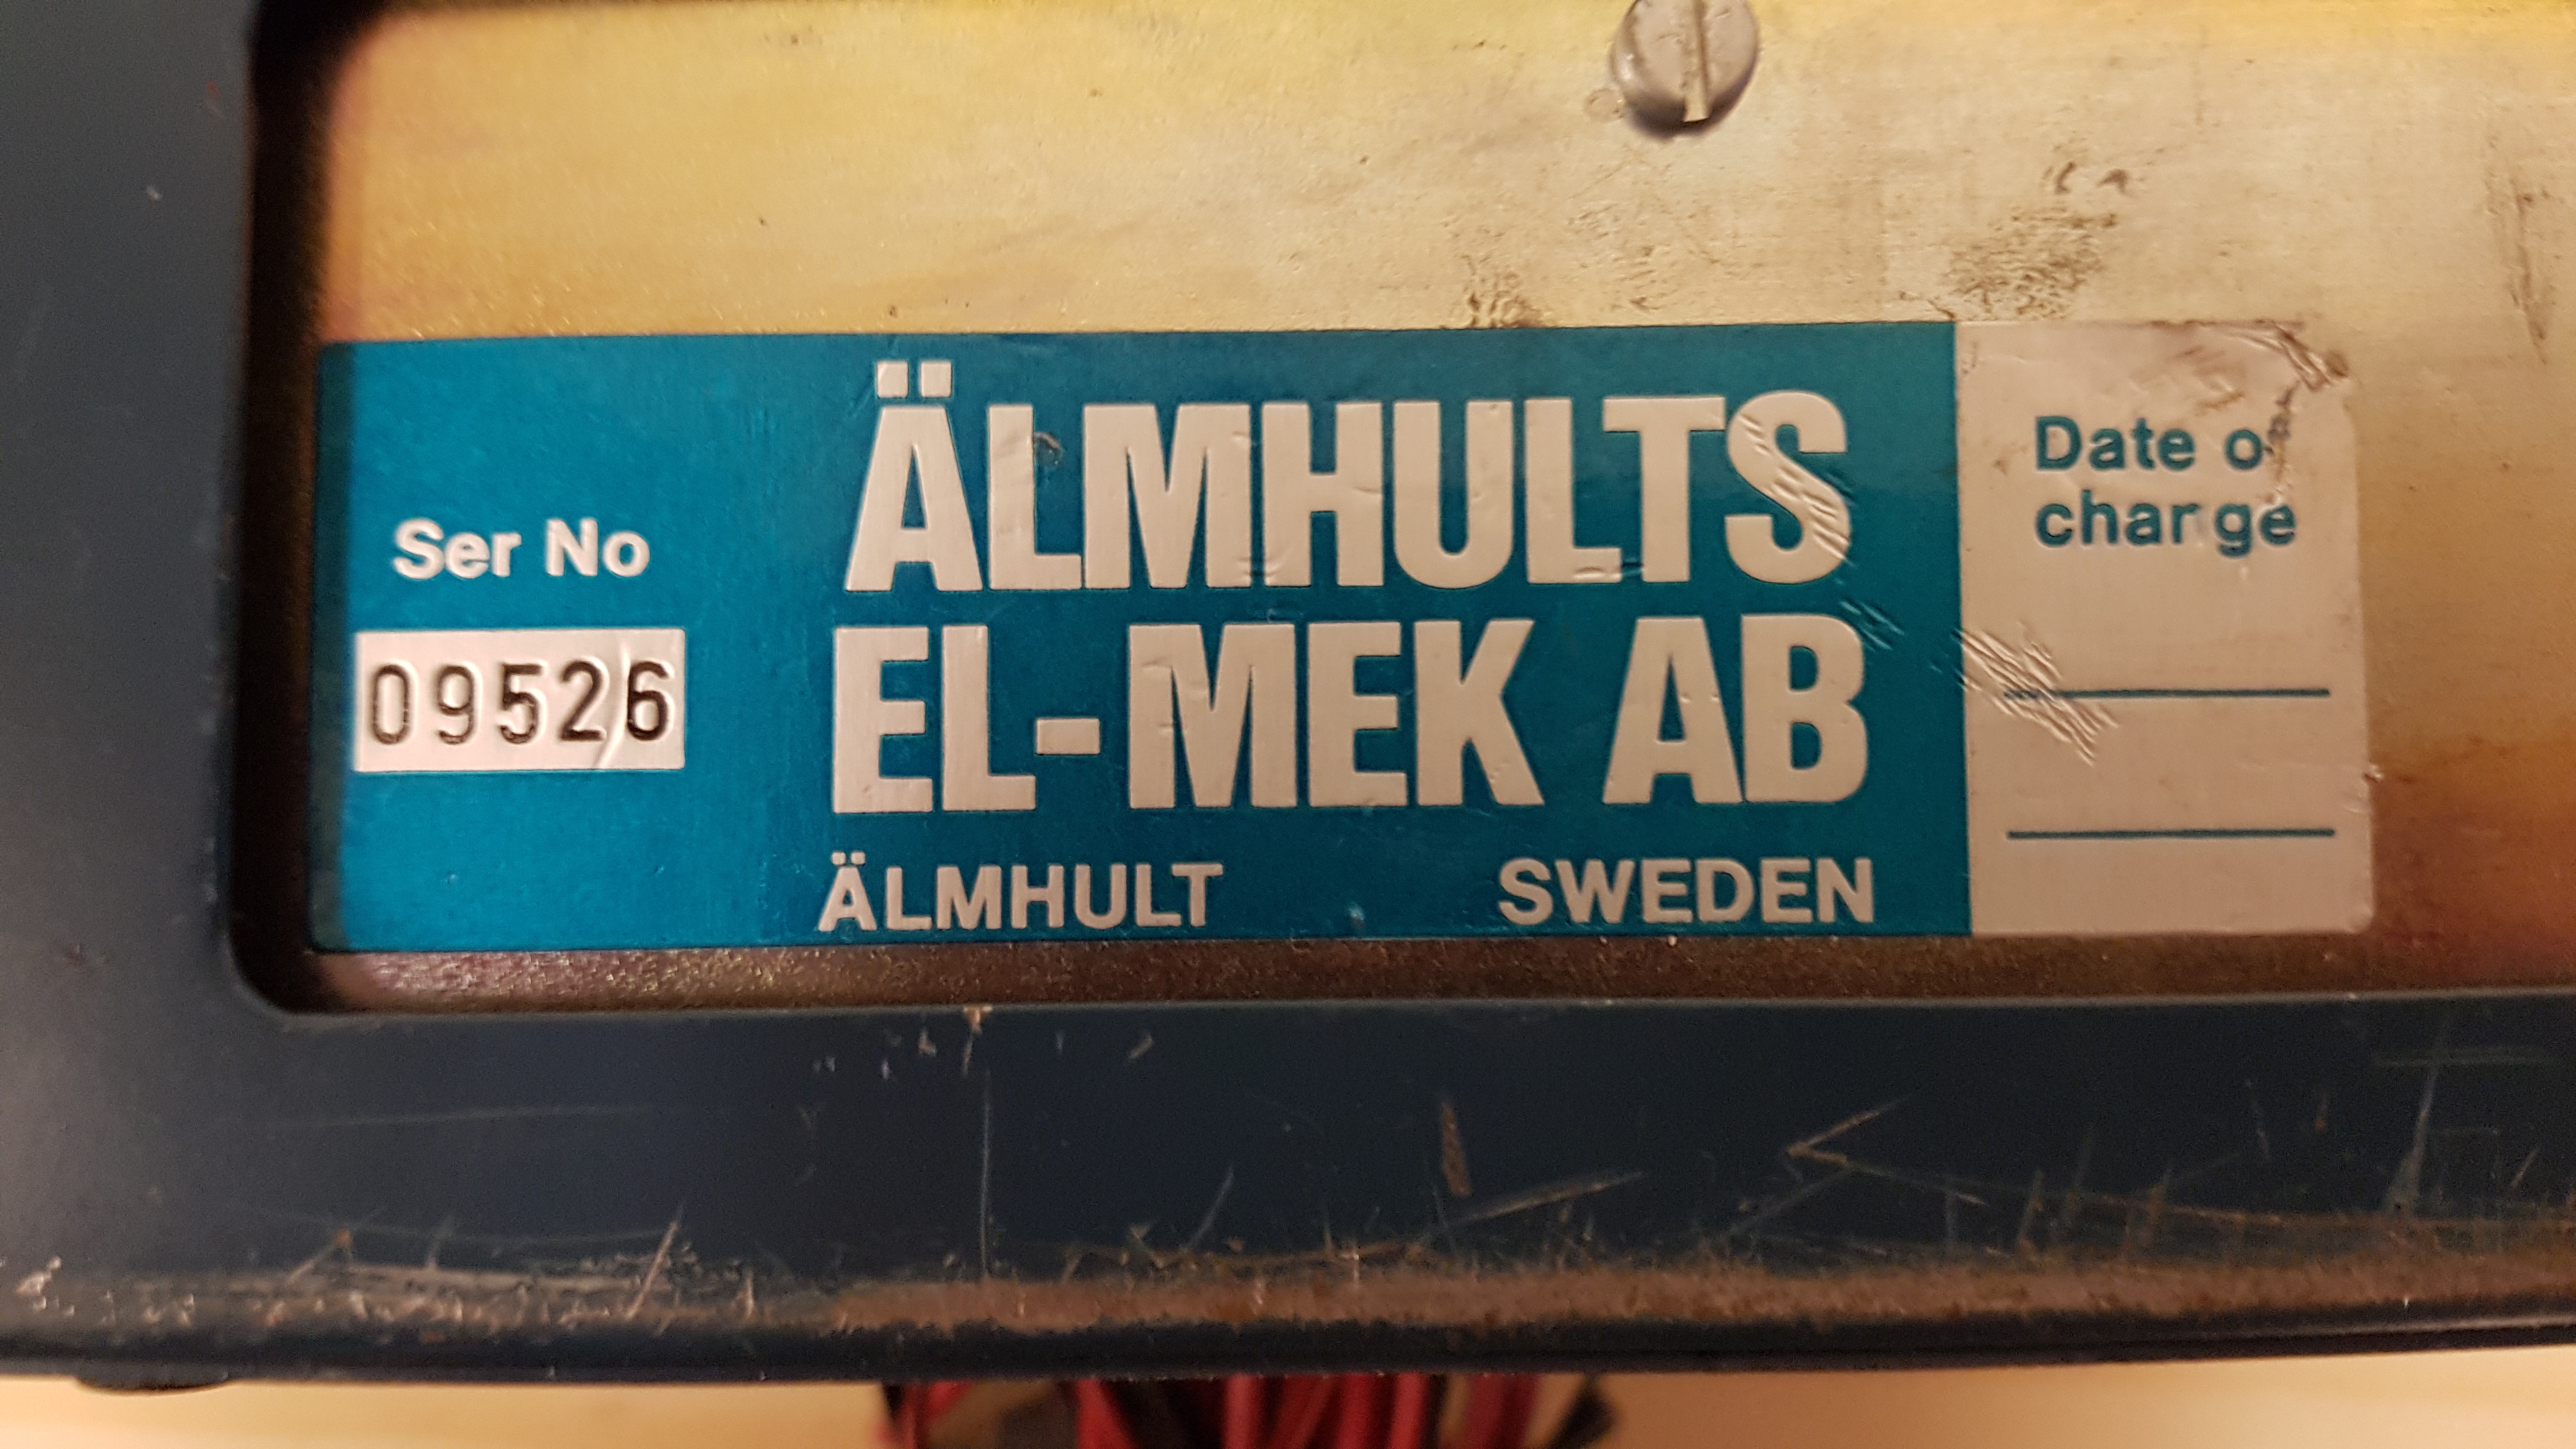 Ser No
09526
ÄLMHULTS
EL-MEK AB
ÄLMHULT SWEDEN
Date of
charge